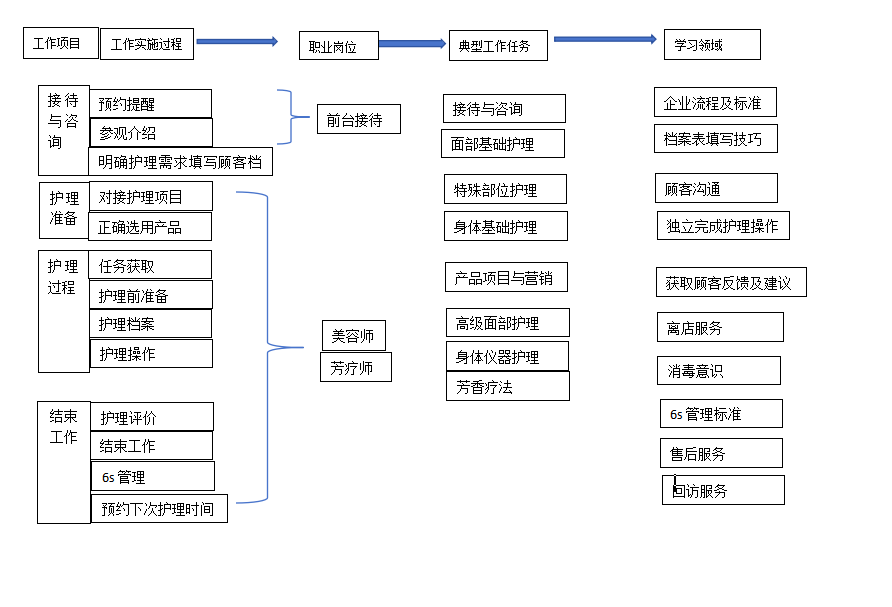 工作项目
工作实施过程
职业岗位
典型工作任务
学习领域
接待
与咨
询
预约提醒
参观介绍
明确护理需求填写顾客档
护理
准备
对接护理项目
正确选用产品
护理
过程
任务获取
护理前准备
护理档案
护理操作
结束
工作
护理评价
结束工作
6s 管理
预约下次护理时间
前台接待
美容师
芳疗师
接待与咨询
面部基础护理
特殊部位护理
身体基础护理
产品项目与营销
高级面部护理
身体仪器护理
芳香疗法
企业流程及标准
档案表填写技巧
顾客沟通
独立完成护理操作
获取顾客反馈及建议
离店服务
消毒意识
6s 管理标准
售后服务
回访服务